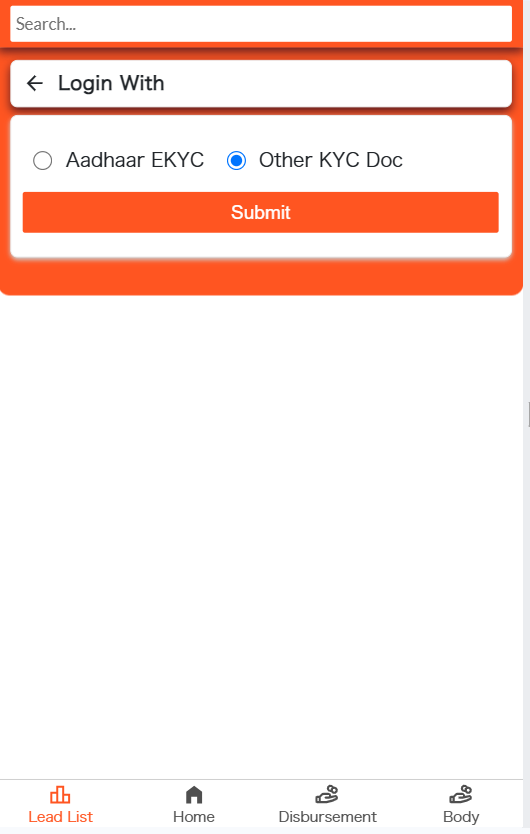 Search...
Login With
Aadhaar EKYC Other KYC Doc
Submit
Lead List Home Disbursement Body